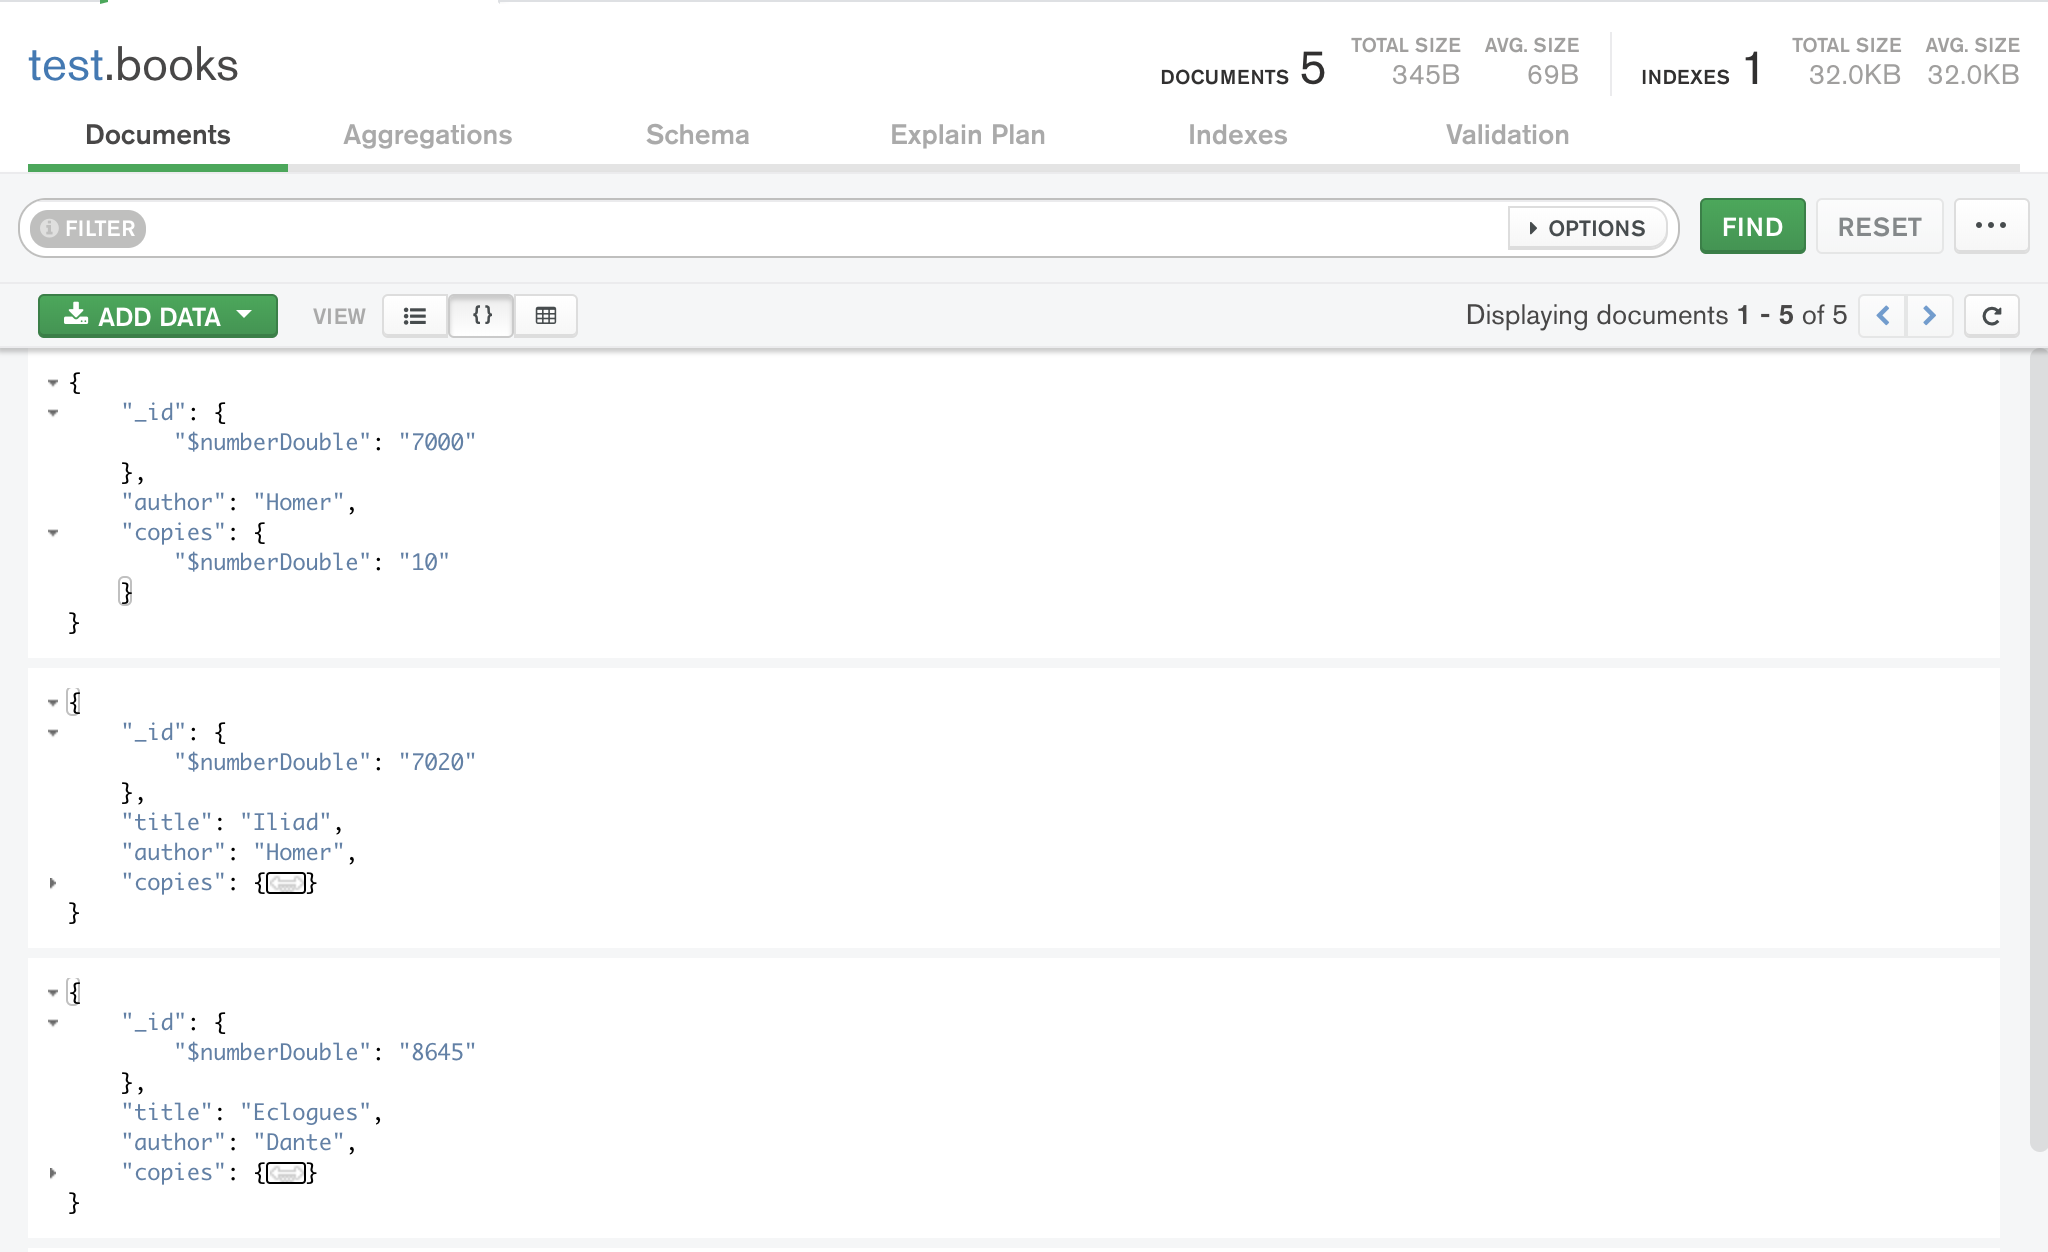 test.books
DOCUMENTS 5 TOTAL SIZE 345B AVG. SIZE 69B INDEXES 1 TOTAL SIZE 32.0KB AVG. SIZE 32.0KB
Documents Aggregations Schema Explain Plan Indexes Validation
FILTER OPTIONS FIND RESET ...
ADD DATA VIEW {} Displaying documents 1 - 5 of 5
{
"_id": {
"$numberDouble": "7000"
},
"author": "Homer",
"copies": {
"$numberDouble": "10"
}
}
{
"_id": {
"$numberDouble": "7020"
},
"title": "Iliad",
"author": "Homer",
"copies": {}
}
{
"_id": {
"$numberDouble": "8645"
},
"title": "Eclogues",
"author": "Dante",
"copies": {}
}